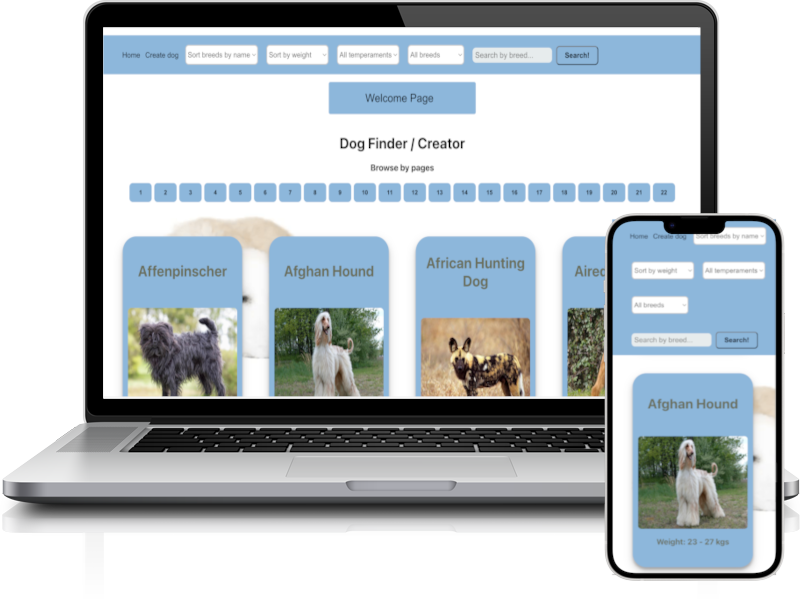 Home Create dog Sort breeds by name Sort by weight All temperaments All breeds Search by breed... Search!
Welcome Page
Dog Finder / Creator
Browse by pages
1 2 3 4 5 6 7 8 9 10 11 12 13 14 15 16 17 18 19 20 21 22
Affenpinscher
Afghan Hound
African Hunting
Dog
Aired
Home Create dog Sort breeds by name
Sort by weight All temperaments
All breeds
Search by breed... Search!
Afghan Hound
Weight: 23 - 27 kgs